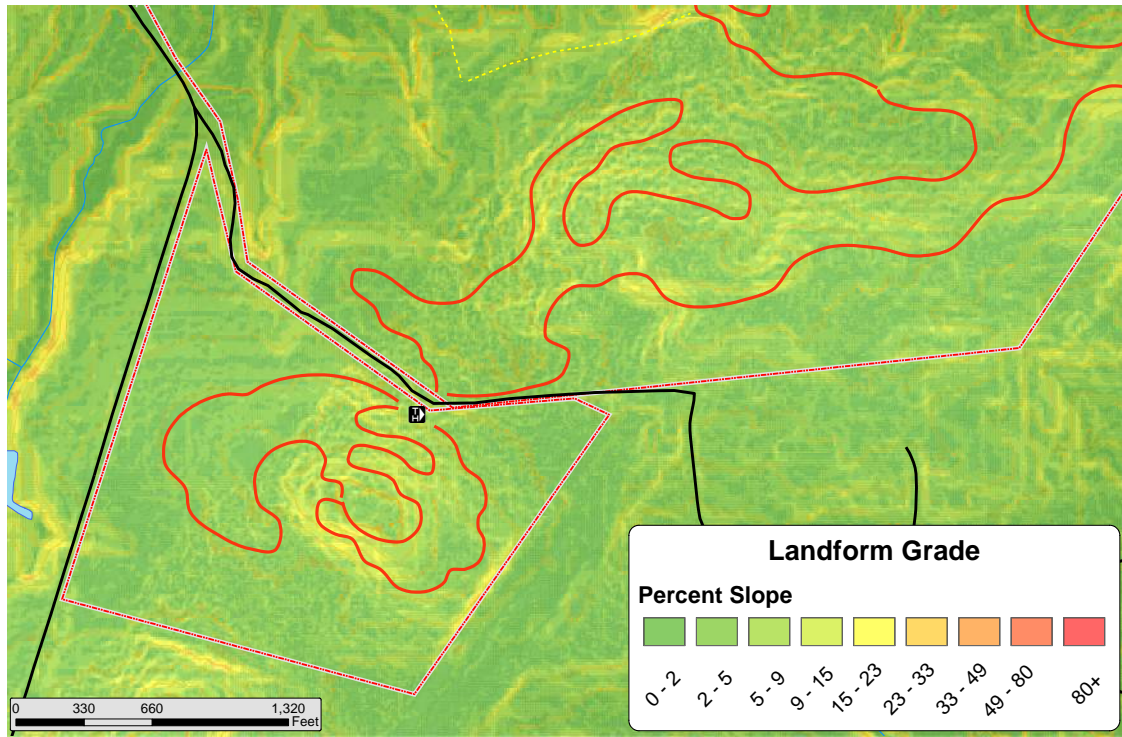 T
H
Landform Grade
Percent Slope
0 - 2
2 - 5
5 - 9
9 - 15
15 - 23
23 - 33
33 - 49
49 - 80
80+
0 330 660 1,320
Feet